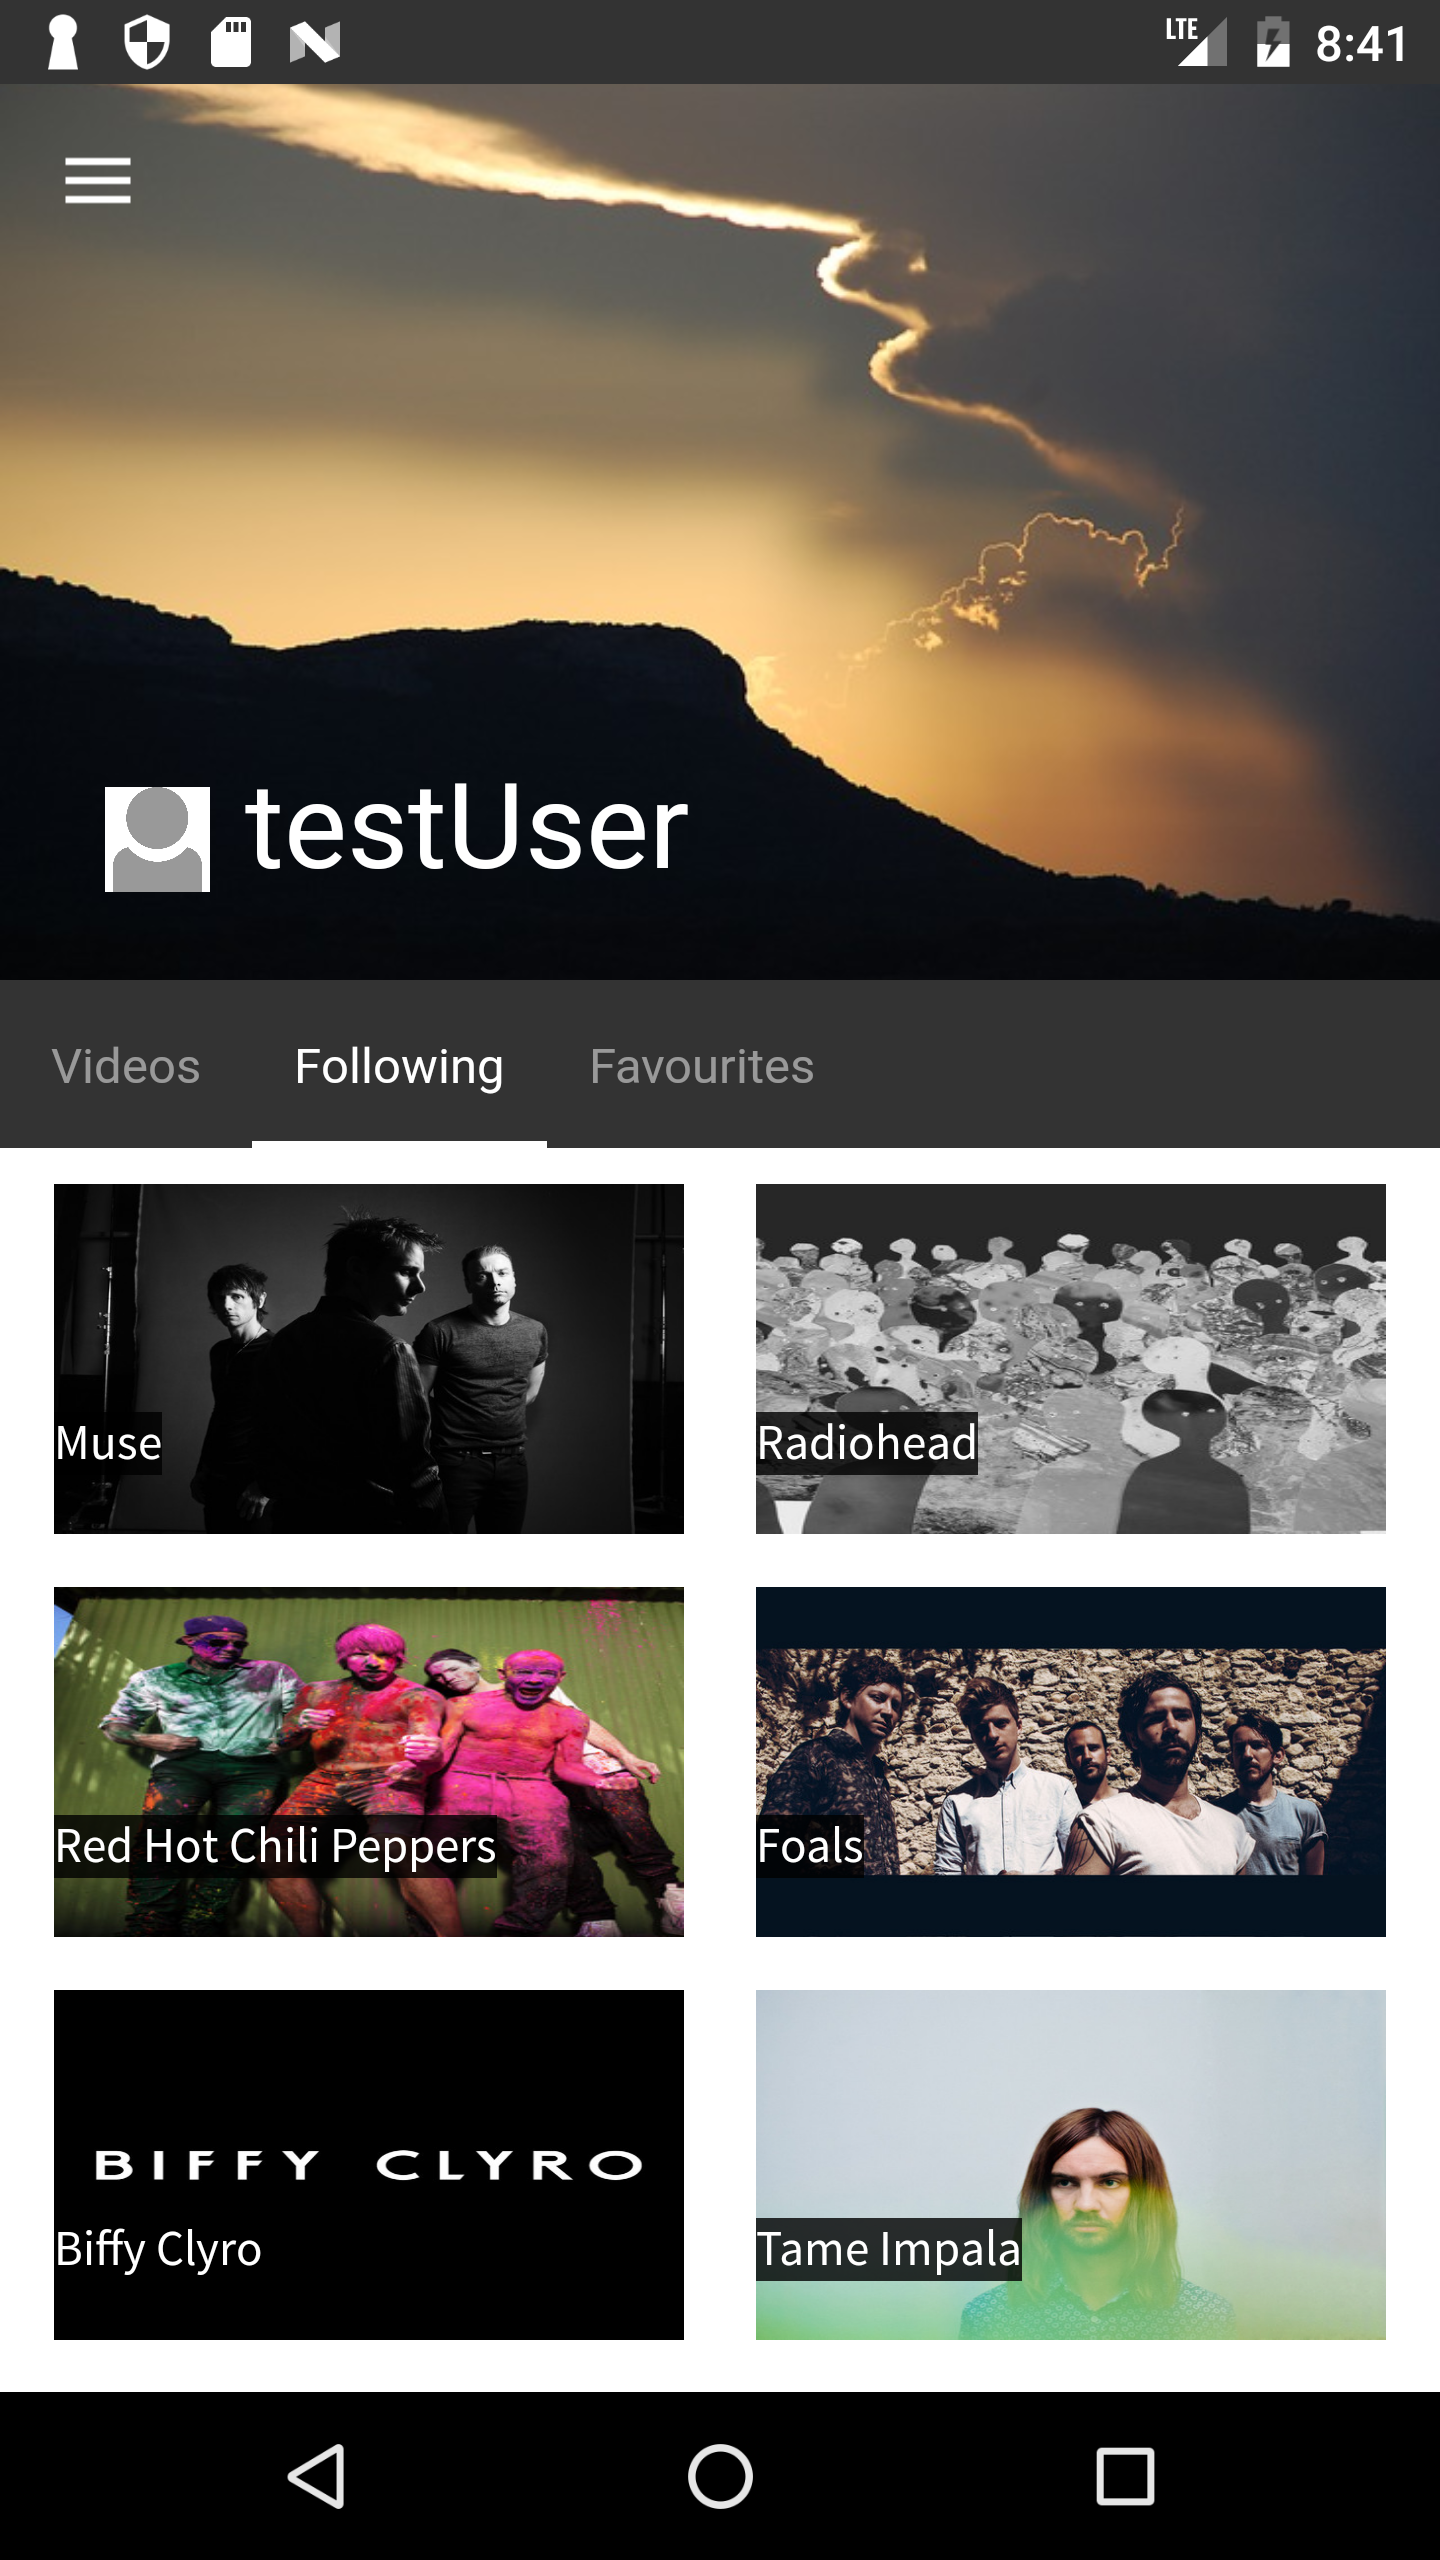 LTE 8:41
testUser
Videos Following Favourites
Muse
Radiohead
Red Hot Chili Peppers
Foals
BIFFY CLYRO
Biffy Clyro
Tame Impala